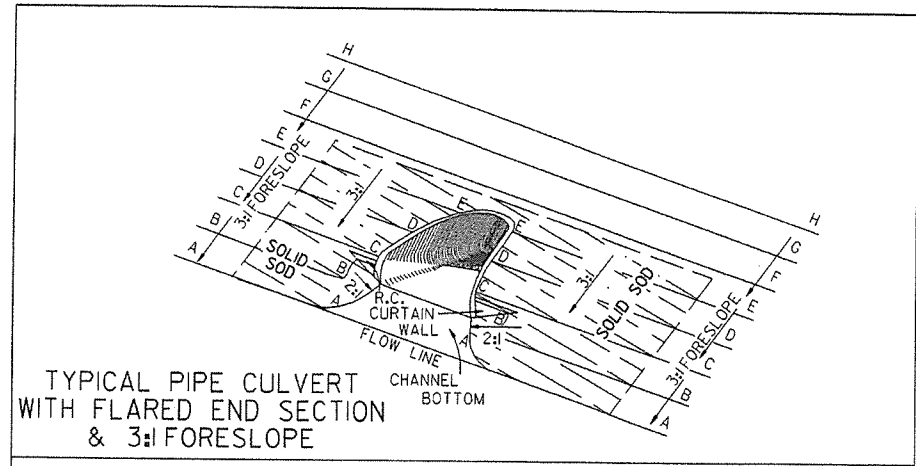 H
G
F
E
D
C
B
A
3:1 FORESLOPE
3:1
SOLID
SOD
2:1
A
B
C
D
E
E
D
C
B
A
R.C.
CURTAIN
WALL
2:1
FLOW LINE
CHANNEL
BOTTOM
3:1
SOLID SOD
3:1 FORESLOPE
H
G
F
E
D
C
B
A
TYPICAL PIPE CULVERT
WITH FLARED END SECTION
& 3:1 FORESLOPE